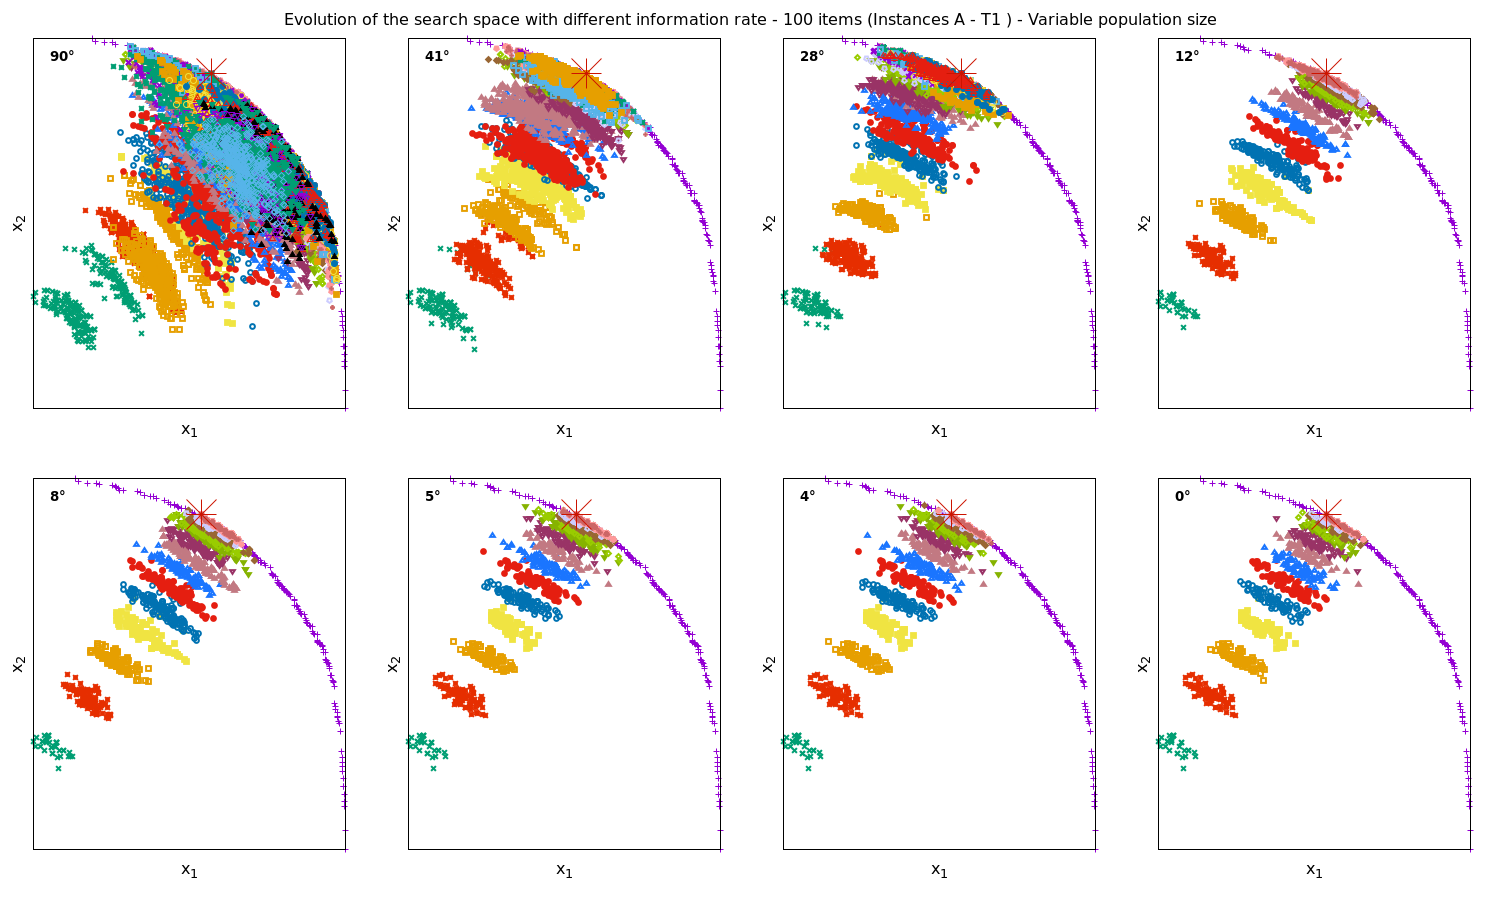 Evolution of the search space with different information rate - 100 items (Instances A - T1 ) - Variable population size
90°
41°
28°
12°
x₂
x₂
x₂
x₂
x₁
x₁
x₁
x₁
8°
5°
4°
0°
x₂
x₂
x₂
x₂
x₁
x₁
x₁
x₁